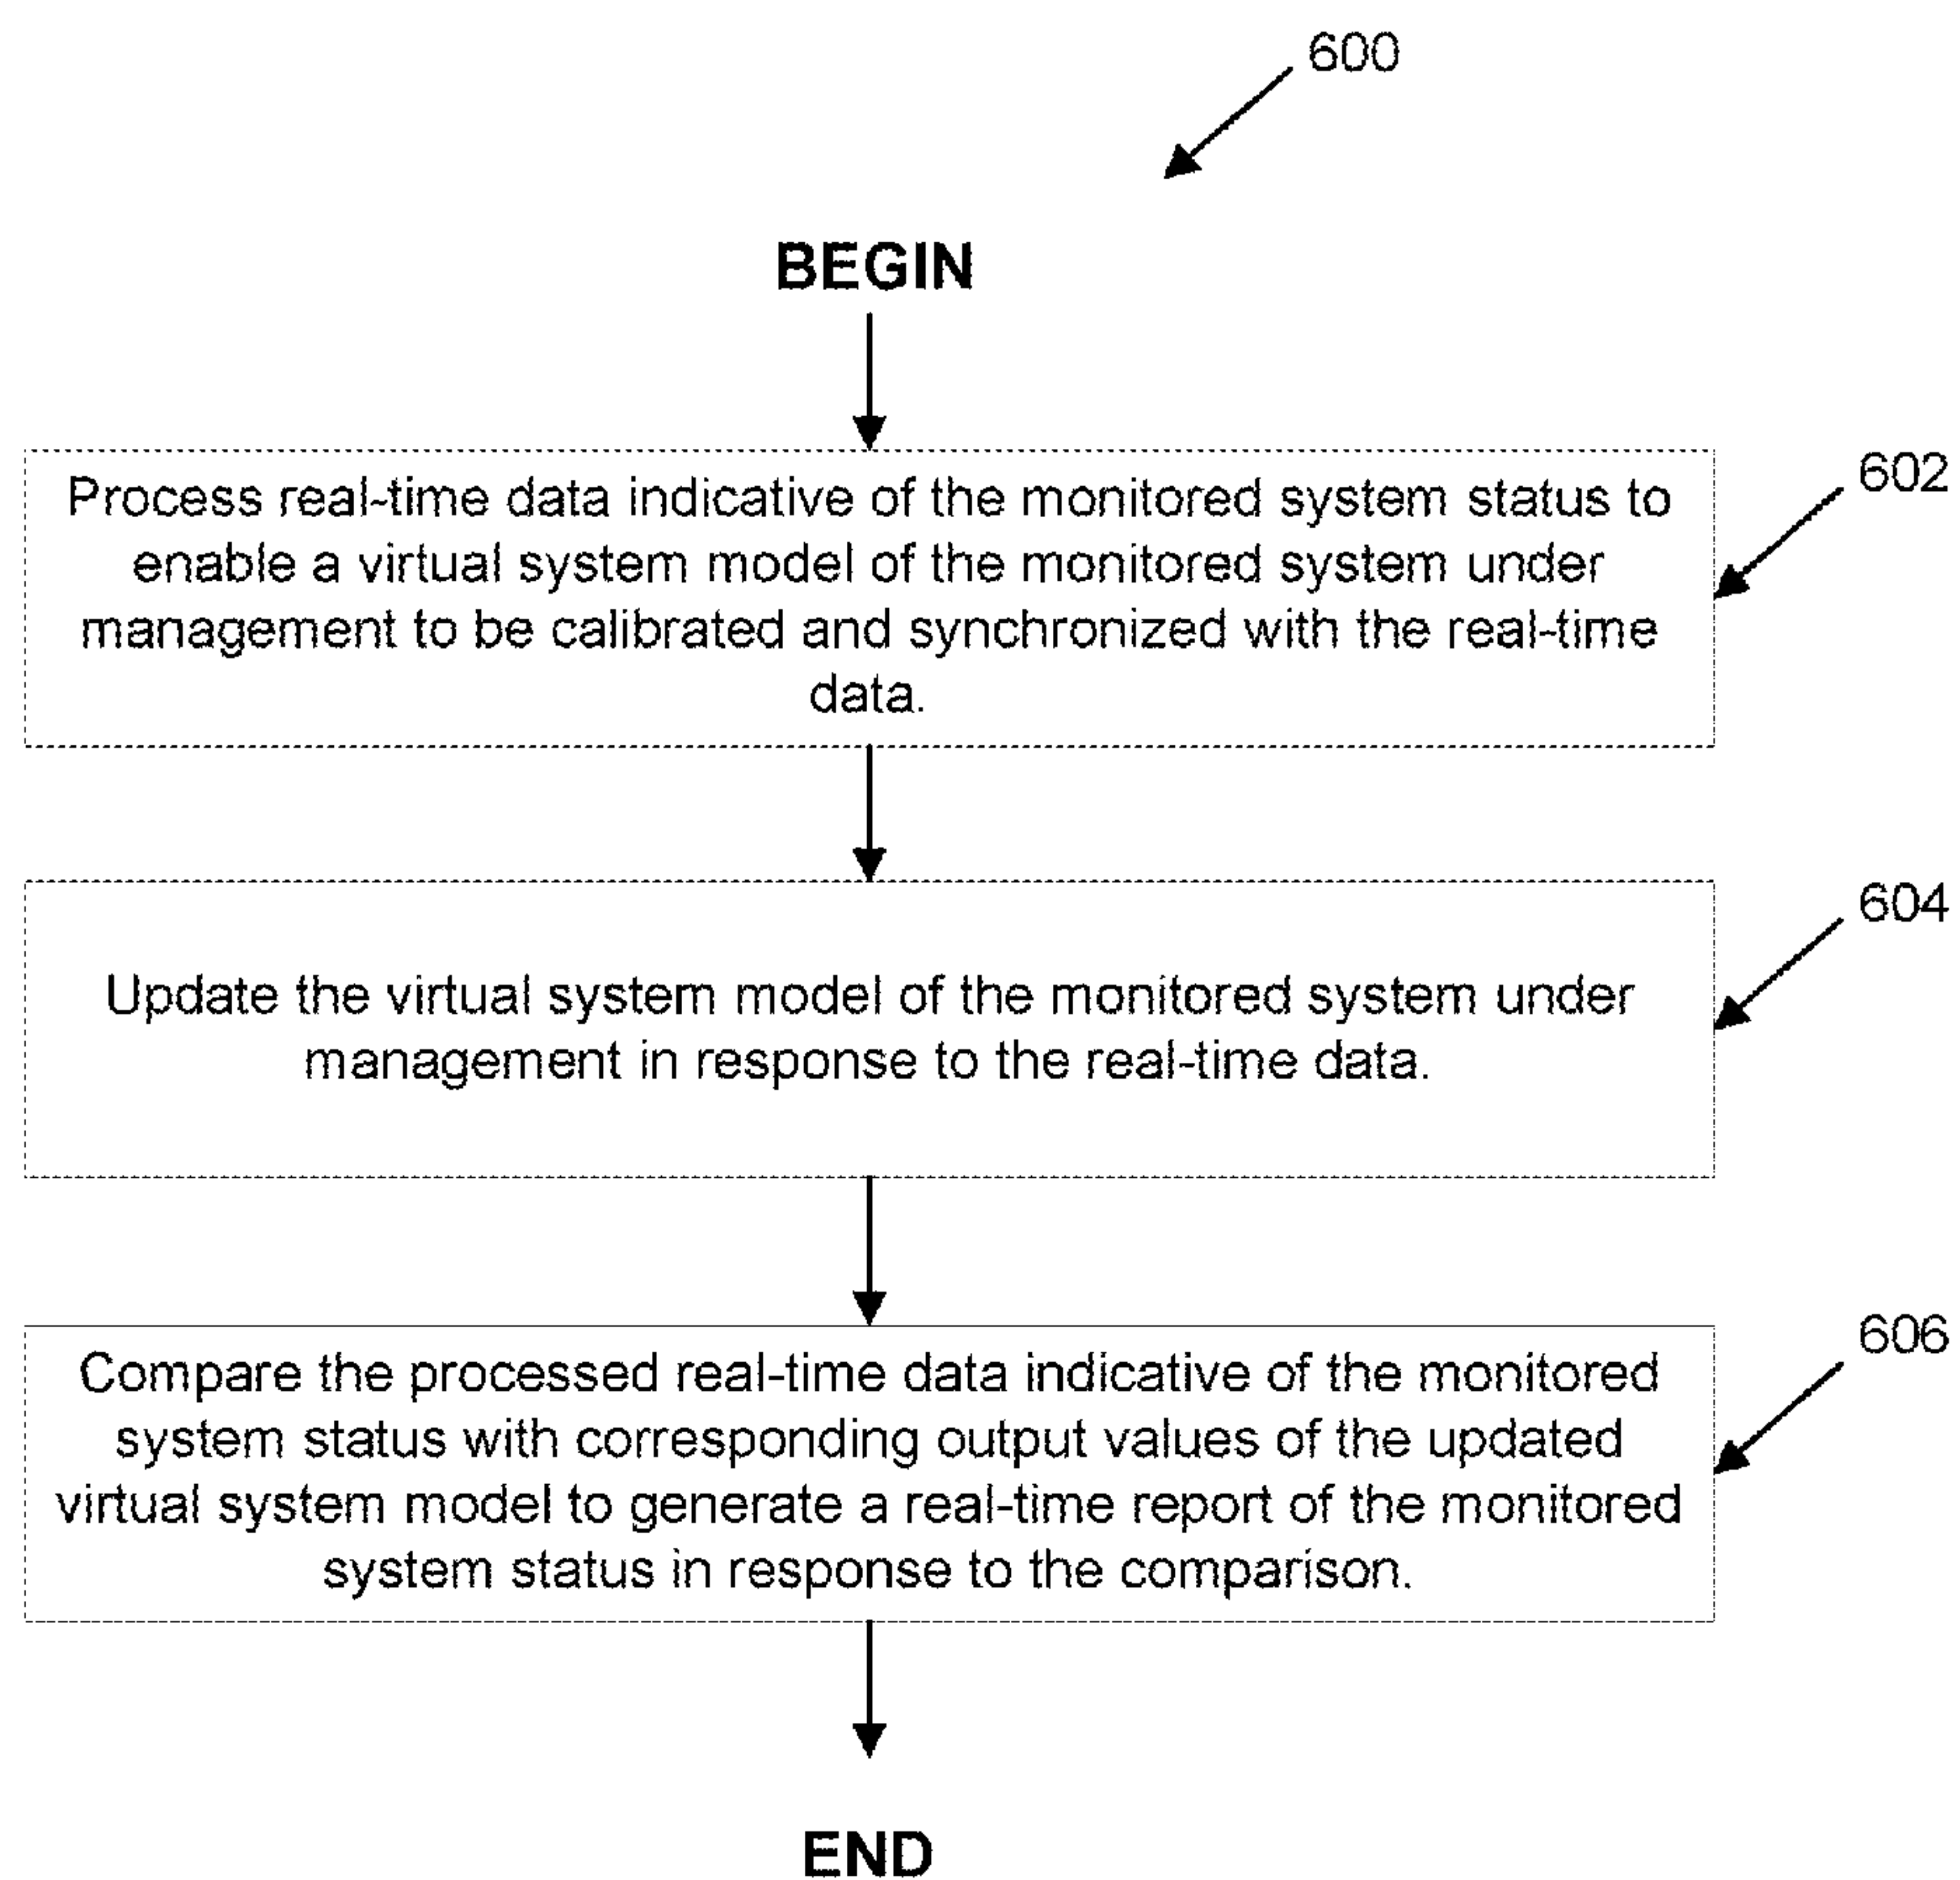 600
BEGIN
602
Process real-time data indicative of the monitored system status to
enable a virtual system model of the monitored system under
management to be calibrated and synchronized with the real-time
data.
604
Update the virtual system model of the monitored system under
management in response to the real-time data.
606
Compare the processed real-time data indicative of the monitored
system status with corresponding output values of the updated
virtual system model to generate a real-time report of the monitored
system status in response to the comparison.
END